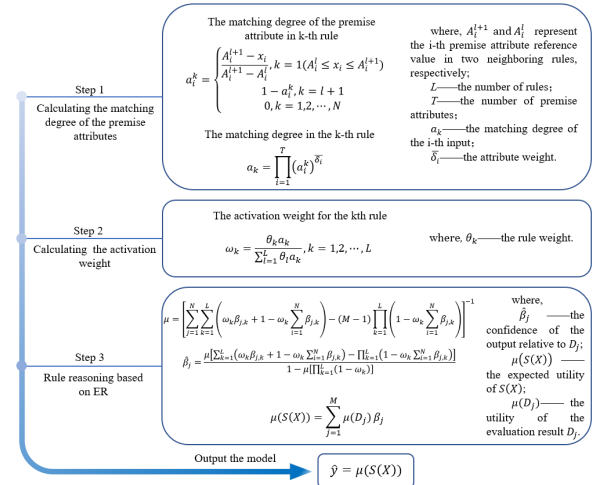 The matching degree of the premise
attribute in k-th rule
a_i^k = { (A_i^{l+1} − x_i)/(A_i^{l+1} − A_i^l), k = 1(A_i^l ≤ x_i ≤ A_i^{l+1})
1 − a_i^k, k = l + 1
0, k = 1,2, ⋯, N
The matching degree in the k-th rule
a_k = ∏_{i=1}^{T} (a_i^k)^{\overline{δ_i}}
where, A_i^{l+1} and A_i^l represent
the i-th premise attribute reference
value in two neighboring rules,
respectively;
L——the number of rules;
T——the number of premise
attributes;
a_k——the matching degree of
the i-th input;
\overline{δ_i}——the attribute weight.
Step 1
Calculating the matching
degree of the premise
attributes
The activation weight for the kth rule
ω_k = θ_k a_k / ∑_{l=1}^{L} θ_l a_k, k = 1,2, ⋯, L
where, θ_k——the rule weight.
Step 2
Calculating the activation
weight
μ = [∑_{j=1}^{N} ∑_{k=1}^{L} (ω_k β_{j,k} + 1 − ω_k ∑_{i=1}^{N} β_{j,k}) − (M − 1) ∏_{k=1}^{L} (1 − ω_k ∑_{i=1}^{N} β_{j,k})]^{−1}
β̂_j = μ[∑_{k=1}^{L}(ω_k β_{j,k} + 1 − ω_k ∑_{i=1}^{N} β_{j,k}) − ∏_{k=1}^{L}(1 − ω_k ∑_{i=1}^{N} β_{j,k})] / 1 − μ[∏_{k=1}^{L}(1 − ω_k)]
μ(S(X)) = ∑_{j=1}^{M} μ(D_j) β_j
where,
β̂_j ——the
confidence of the
output relative to D_j;
μ(S(X)) ——
the expected utility
of S(X);
μ(D_j)—— the
utility of the
evaluation result D_j.
Step 3
Rule reasoning based
on ER
Output the model
ŷ = μ(S(X))